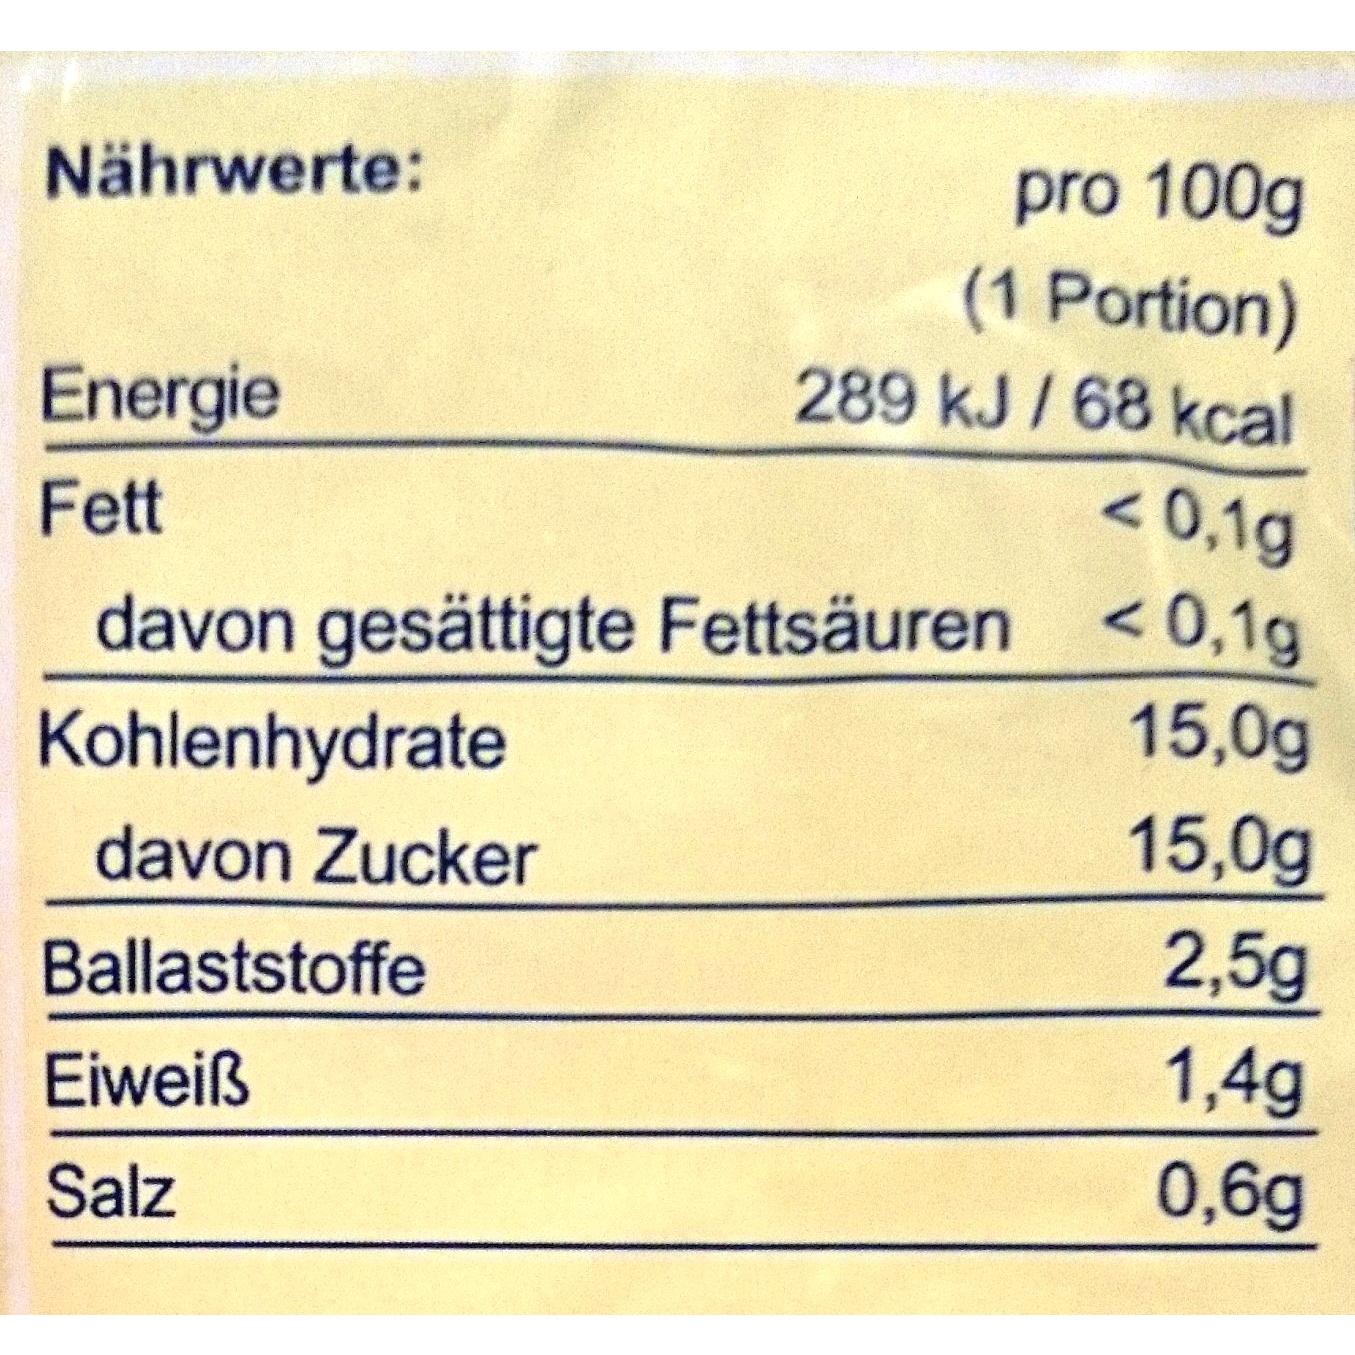 Nährwerte:
pro 100g
(1 Portion)
Energie 289 kJ / 68 kcal
Fett < 0,1g
davon gesättigte Fettsäuren < 0,1g
Kohlenhydrate 15,0g
davon Zucker 15,0g
Ballaststoffe 2,5g
Eiweiß 1,4g
Salz 0,6g